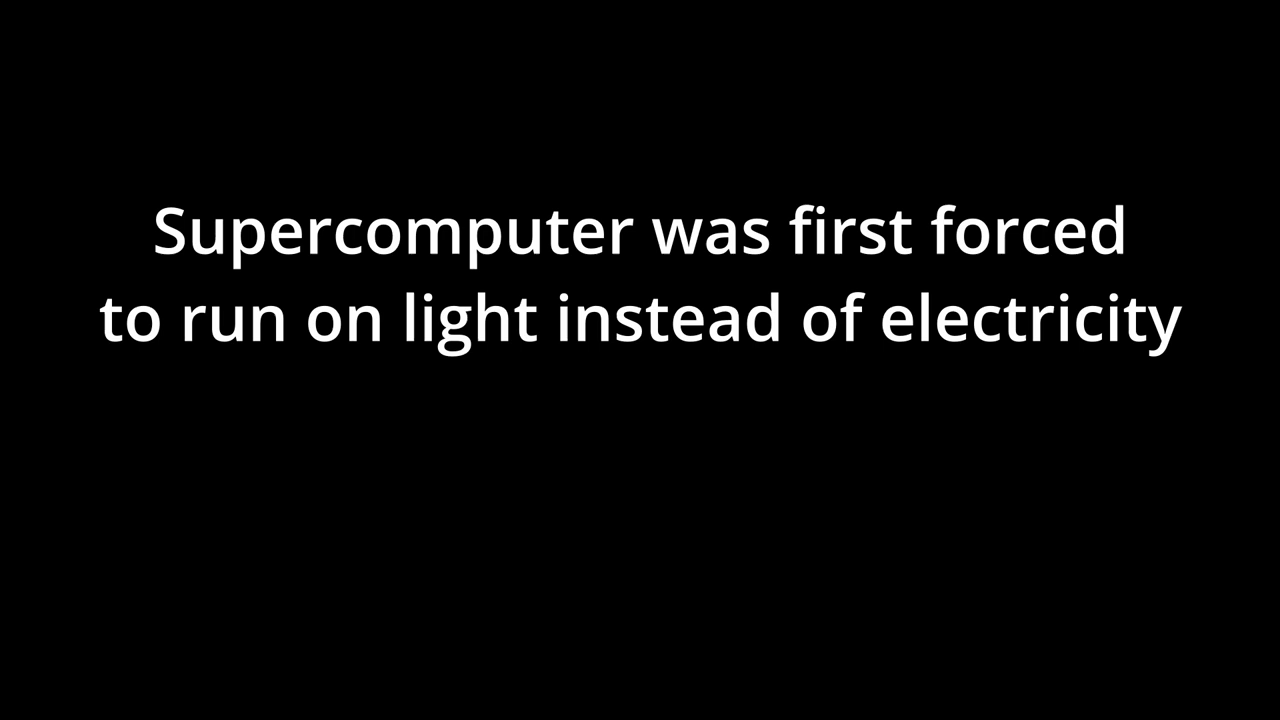 Supercomputer was first forced
to run on light instead of electricity